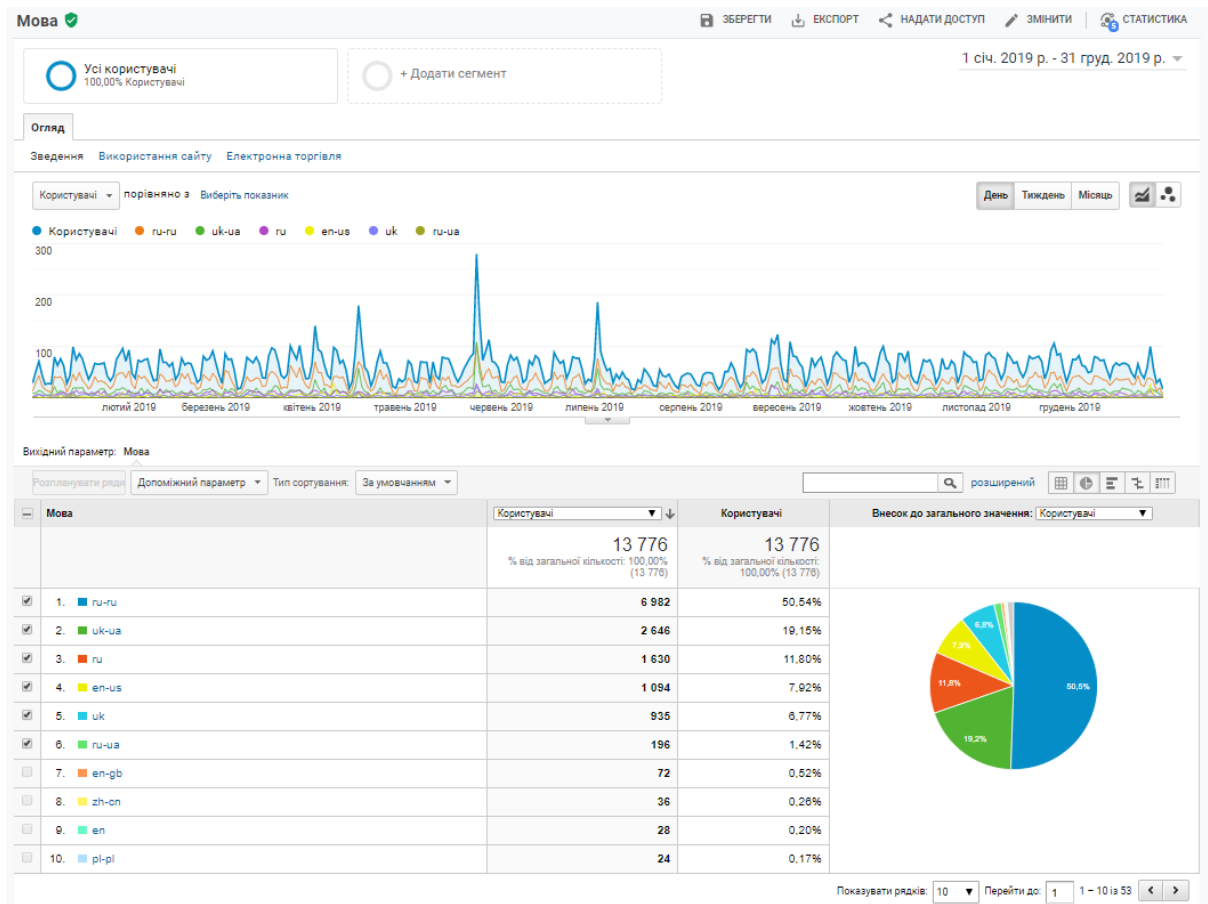 Мова
ЗБЕРЕГТИ ЕКСПОРТ НАДАТИ ДОСТУП ЗМІНИТИ 5 СТАТИСТИКА
Усі користувачі
100,00% Користувачі
+ Додати сегмент
1 січ. 2019 р. - 31 груд. 2019 р.
Огляд
Зведення Використання сайту Електронна торгівля
Користувачі порівняно з Виберіть показник
День Тиждень Місяць
Користувачі ru-ru uk-ua ru en-us uk ru-ua
300
200
100
лютий 2019 березень 2019 квітень 2019 травень 2019 червень 2019 липень 2019 серпень 2019 вересень 2019 жовтень 2019 листопад 2019 грудень 2019
Вихідний параметр: Мова
Розпланувати ряди Допоміжний параметр Тип сортування: За умовчанням розширений
Мова Користувачі Користувачі Внесок до загального значення: Користувачі
13 776 13 776
% від загальної кількості: 100,00% (13 776) % від загальної кількості: 100,00% (13 776)
1. ru-ru 6 982 50,54%
2. uk-ua 2 646 19,15%
3. ru 1 630 11,80%
4. en-us 1 094 7,92%
5. uk 935 6,77%
6. ru-ua 196 1,42%
7. en-gb 72 0,52%
8. zh-cn 36 0,26%
9. en 28 0,20%
10. pl-pl 24 0,17%
6,8%
7,9%
11,8%
50,5%
19,2%
Показувати рядків: 10 Перейти до: 1 1 – 10 із 53